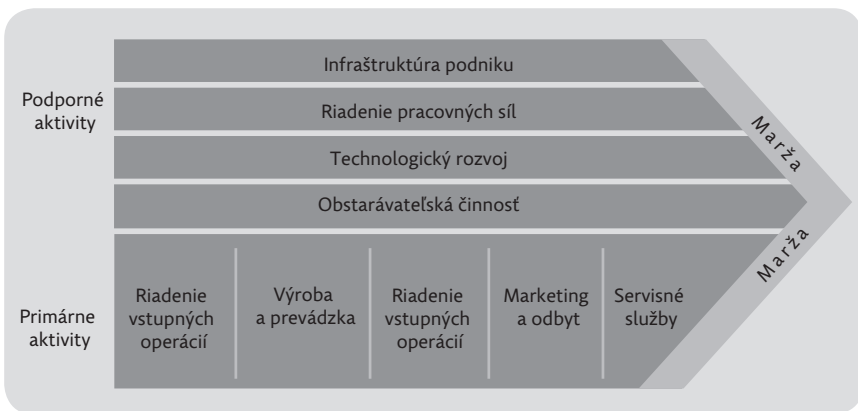 Podporné
aktivity
Infraštruktúra podniku
Riadenie pracovných síl
Technologický rozvoj
Obstarávateľská činnosť
Marža
Marža
Primárne
aktivity
Riadenie
vstupných
operácií
Výroba
a prevádzka
Riadenie
vstupných
operácií
Marketing
a odbyt
Servisné
služby